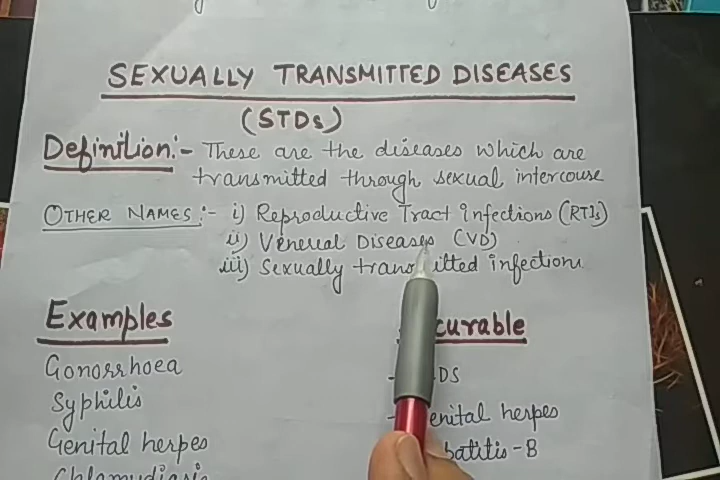 SEXUALLY TRANSMITTED DISEASES
(STDs)
Definition:- These are the diseases which are
transmitted through sexual intercouse
OTHER NAMES:- i) Reproductive Tract Infections (RTIs)
ii) Venereal Diseases (VD)
iii) Sexually transmitted infections
Examples
curable
Gonorrhoea
DS
Syphilis
enital herpes
Genital herpes
batitis-B
Chlamydiasis